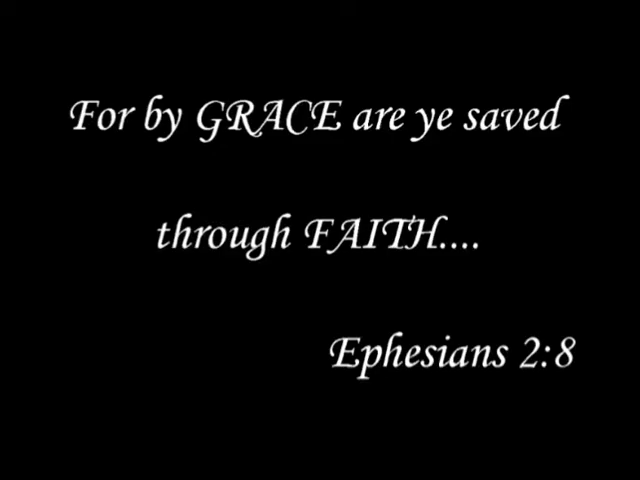 For by GRACE are ye saved
through FAITH....
Ephesians 2:8